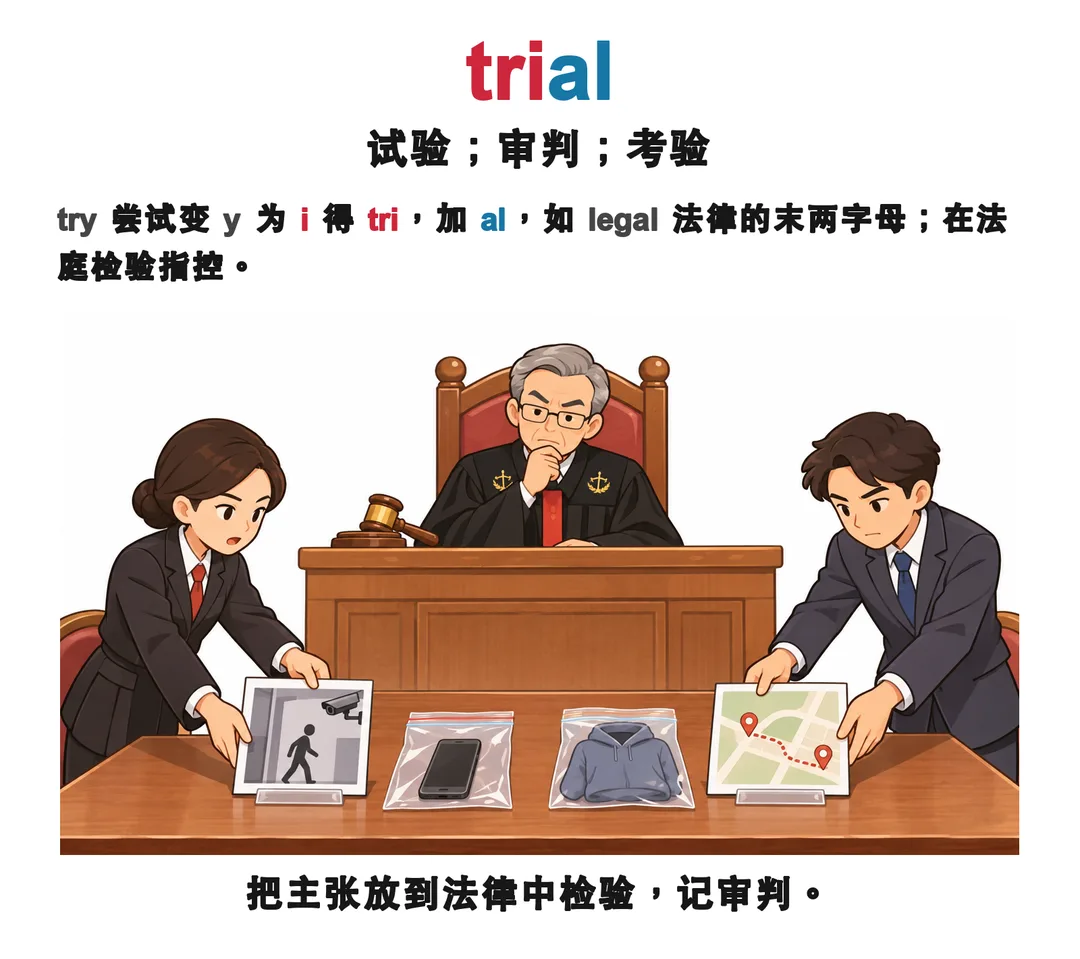 trial
试验；审判；考验
try 尝试变 y 为 i 得 tri，加 al，如 legal 法律的末两字母；在法
庭检验指控。
把主张放到法律中检验，记审判。